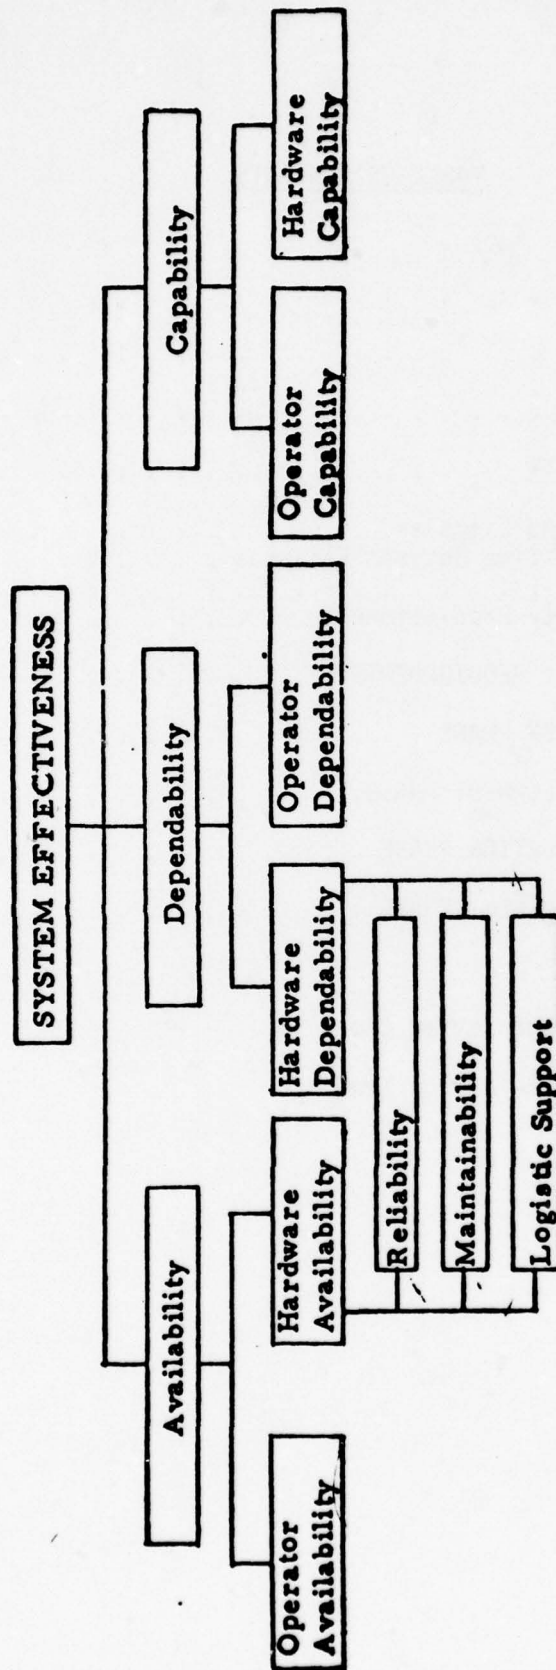 SYSTEM EFFECTIVENESS
Availability
Dependability
Capability
Operator
Availability
Hardware
Availability
Hardware
Dependability
Operator
Dependability
Operator
Capability
Hardware
Capability
Reliability
Maintainability
Logistic Support